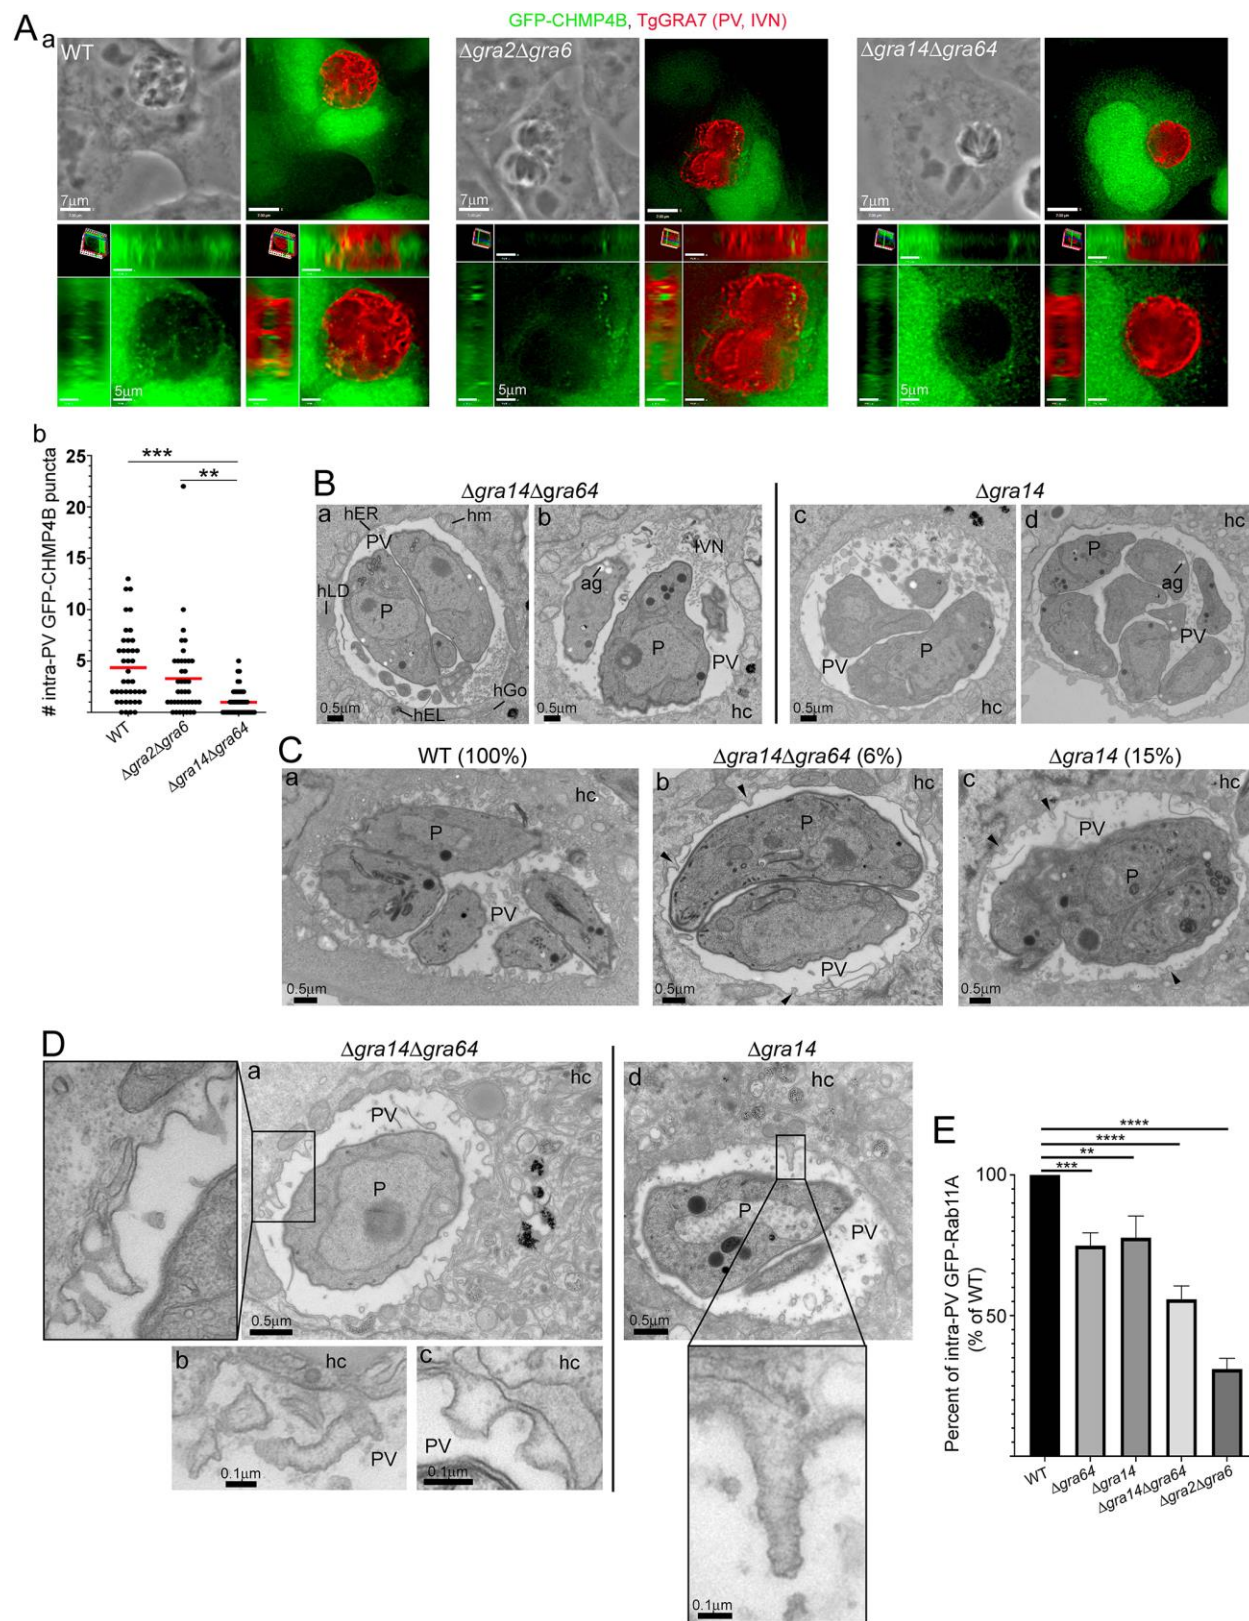 GFP-CHMP4B, TgGRA7 (PV, IVN)
A
a
WT
Δgra2Δgra6
Δgra14Δgra64
7μm
7μm
7μm
5μm
5μm
5μm
b
***
**
25
20
15
10
5
# intra-PV GFP-CHMP4B puncta
WT
Δgra2Δgra6
Δgra14Δgra64
B
Δgra14Δgra64
Δgra14
a
hER
hm
PV
hLD
P
hEL
hGo
0.5μm
b
IVN
ag
P
PV
hc
0.5μm
c
P
PV
hc
0.5μm
d
hc
P
ag
PV
0.5μm
C
WT (100%)
Δgra14Δgra64 (6%)
Δgra14 (15%)
a
hc
P
PV
0.5μm
b
hc
P
PV
0.5μm
c
hc
PV
P
0.5μm
D
Δgra14Δgra64
Δgra14
a
hc
PV
P
0.5μm
b
hc
PV
0.1μm
c
hc
PV
0.1μm
d
hc
P
PV
0.5μm
0.1μm
E
****
****
**
***
100
50
Percent of intra-PV GFP-Rab11A
(% of WT)
WT
Δgra64
Δgra14
Δgra14Δgra64
Δgra2Δgra6